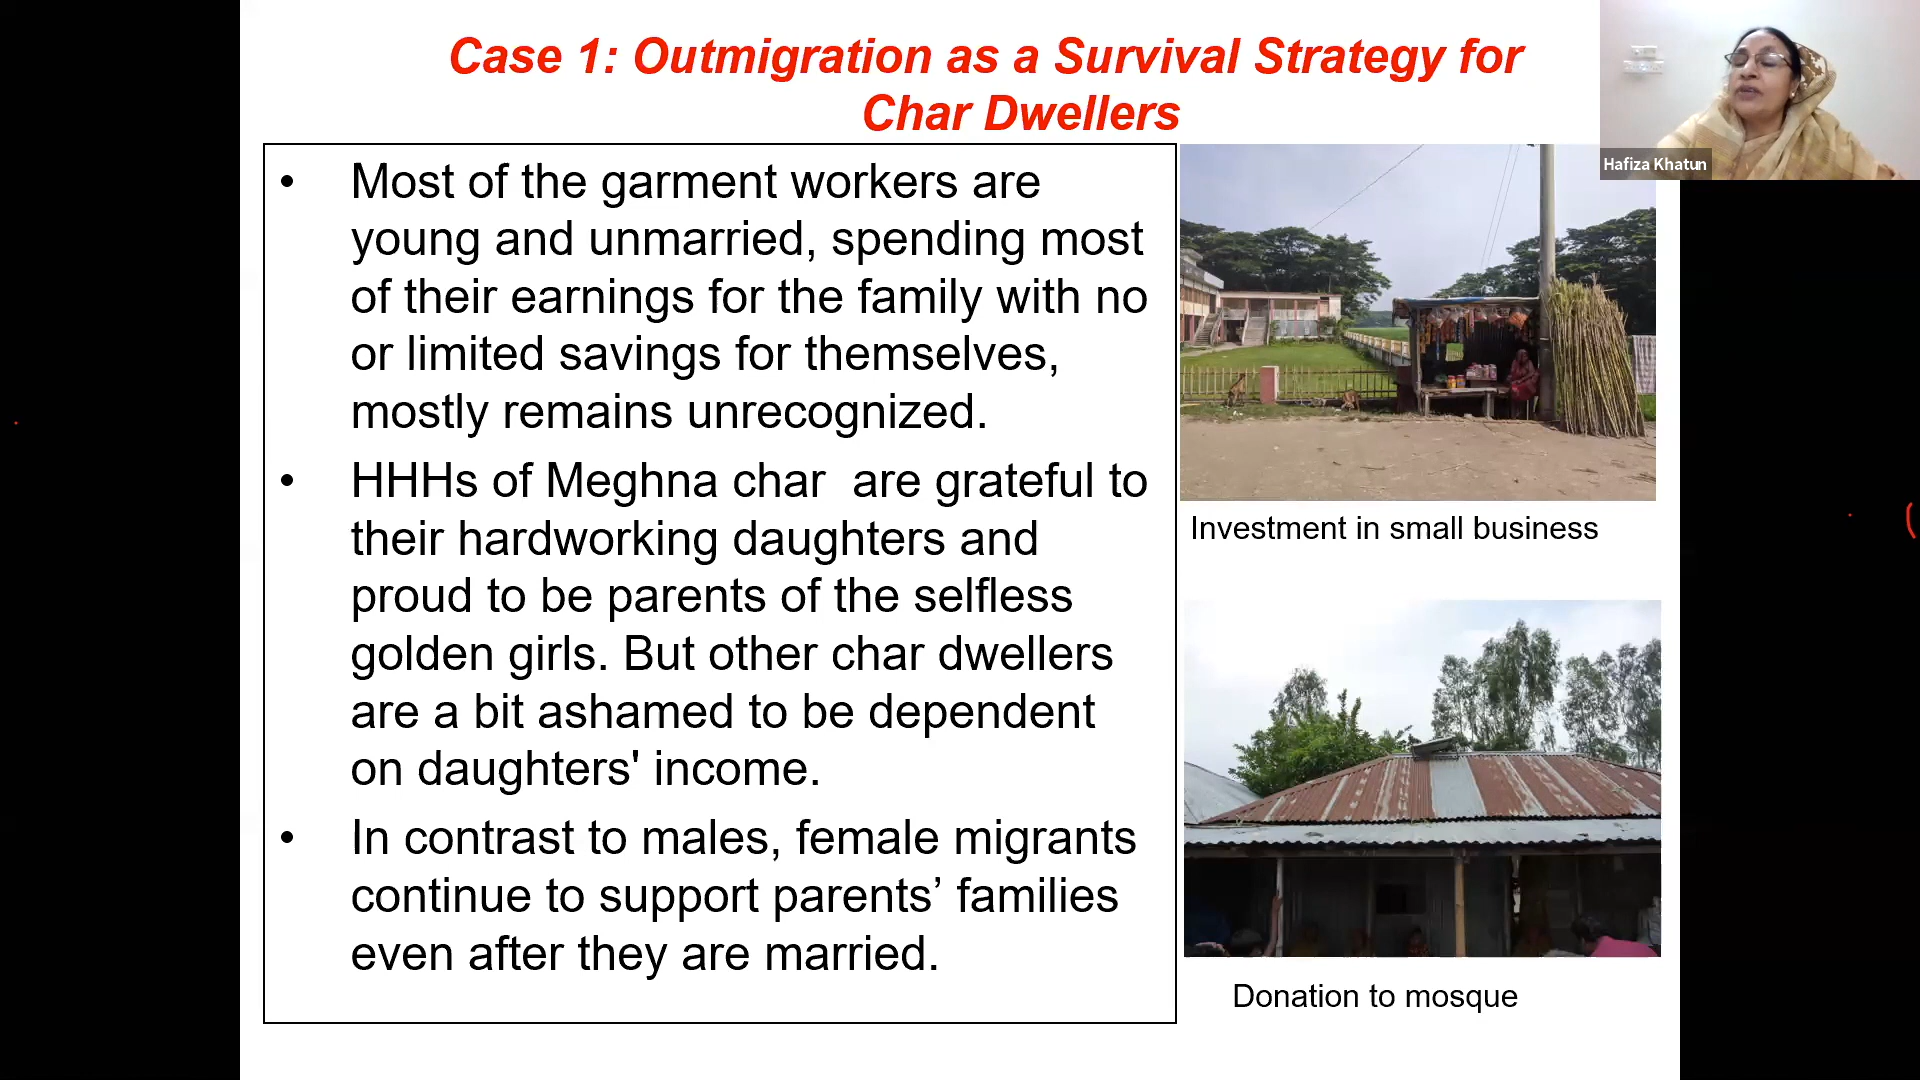 Case 1: Outmigration as a Survival Strategy for
Char Dwellers
Hafiza Khatun
• Most of the garment workers are
young and unmarried, spending most
of their earnings for the family with no
or limited savings for themselves,
mostly remains unrecognized.
• HHHs of Meghna char  are grateful to
their hardworking daughters and
proud to be parents of the selfless
golden girls. But other char dwellers
are a bit ashamed to be dependent
on daughters' income.
• In contrast to males, female migrants
continue to support parents’ families
even after they are married.
Investment in small business
Donation to mosque